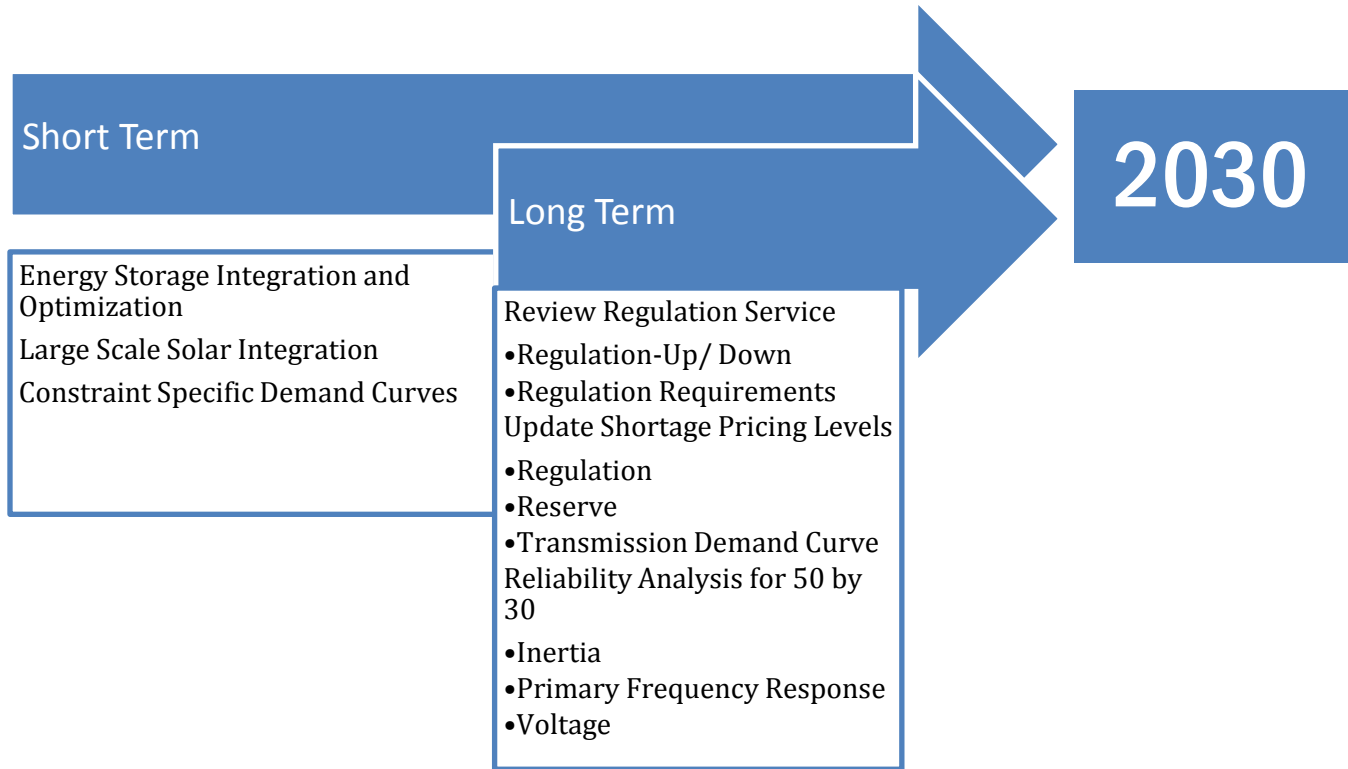 Short Term
Energy Storage Integration and
Optimization
Large Scale Solar Integration
Constraint Specific Demand Curves
Long Term
Review Regulation Service
•Regulation-Up/ Down
•Regulation Requirements
Update Shortage Pricing Levels
•Regulation
•Reserve
•Transmission Demand Curve
Reliability Analysis for 50 by
30
•Inertia
•Primary Frequency Response
•Voltage
2030